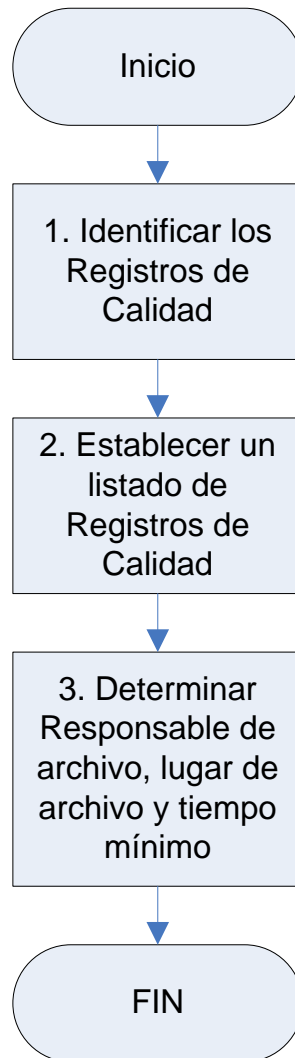 Inicio
1. Identificar los
Registros de
Calidad
2. Establecer un
listado de
Registros de
Calidad
3. Determinar
Responsable de
archivo, lugar de
archivo y tiempo
mínimo
FIN